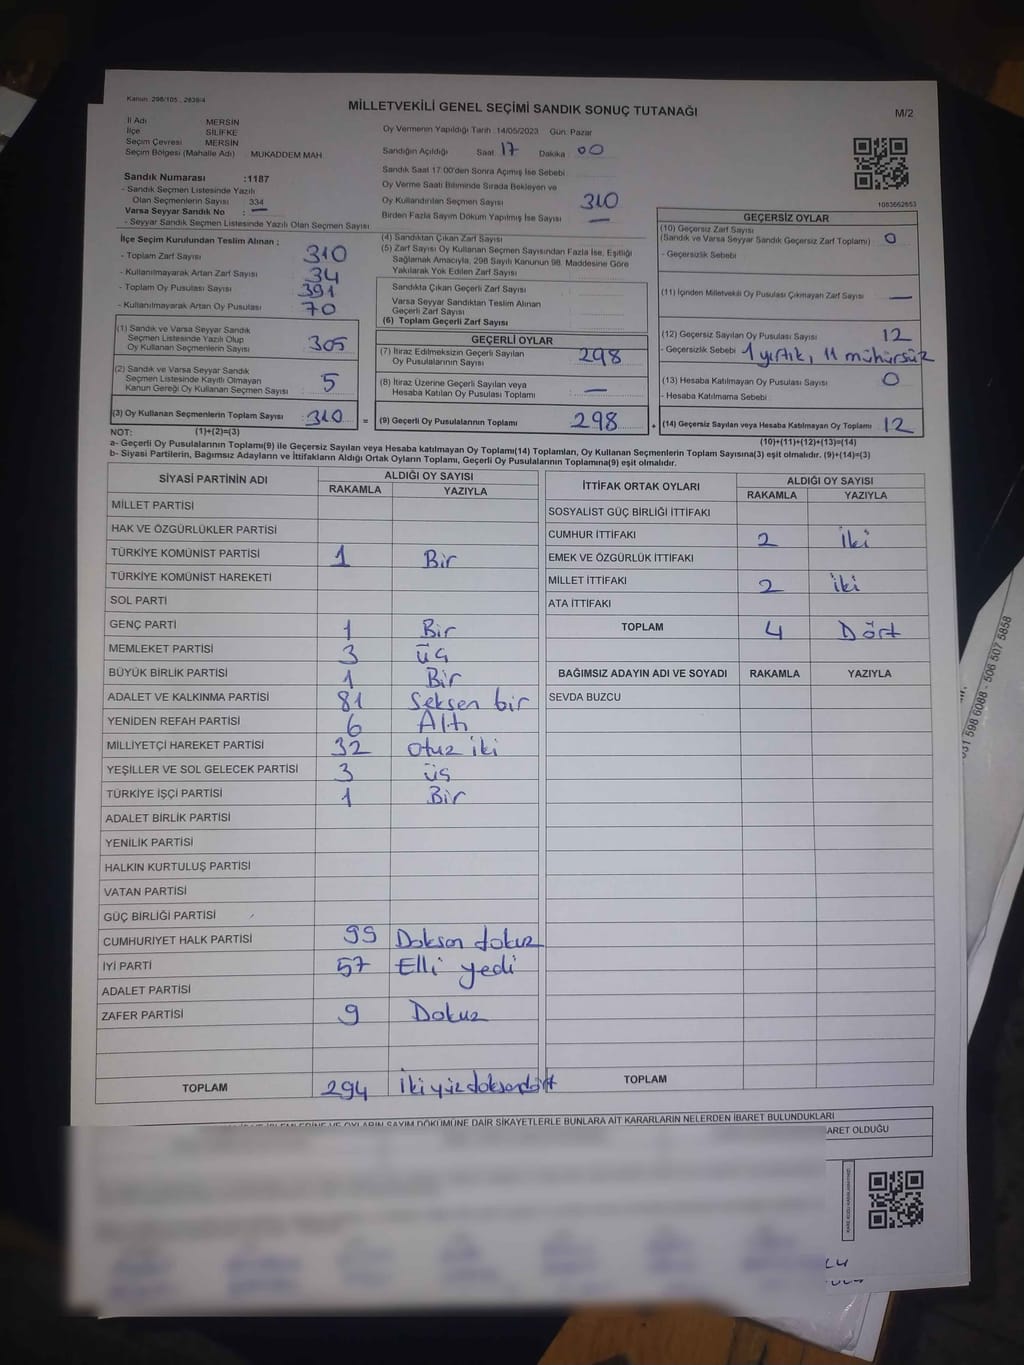 Kanun :298/105 , 2839/4
MİLLETVEKİLİ GENEL SEÇİMİ SANDIK SONUÇ TUTANAĞI
M/2
İl Adı MERSİN
İlçe SİLİFKE
Seçim Çevresi MERSİN
Seçim Bölgesi (Mahalle Adı) MUKADDEM MAH
Sandık Numarası :1187
- Sandık Seçmen Listesinde Yazılı
Olan Seçmenlerin Sayısı 334
Varsa Seyyar Sandık No : —
- Seyyar Sandık Seçmen Listesinde Yazılı Olan Seçmen Sayısı
Oy Vermenin Yapıldığı Tarih :14/05/2023 Gün: Pazar
Sandığın Açıldığı Saat 17 Dakika 00
Sandık Saat 17:00'den Sonra Açılmış İse Sebebi
Oy Verme Saati Bitiminde Sırada Bekleyen ve
Oy Kullandırılan Seçmen Sayısı 310
Birden Fazla Sayım Döküm Yapılmış İse Sayısı —
1083662653
İlçe Seçim Kurulundan Teslim Alınan ;
- Toplam Zarf Sayısı 310
- Kullanılmayarak Artan Zarf Sayısı 34
- Toplam Oy Pusulası Sayısı 391
- Kullanılmayarak Artan Oy Pusulası 70
(1) Sandık ve Varsa Seyyar Sandık
Seçmen Listesinde Yazılı Olup
Oy Kullanan Seçmenlerin Sayısı 305
(2) Sandık ve Varsa Seyyar Sandık
Seçmen Listesinde Kayıtlı Olmayan
Kanun Gereği Oy Kullanan Seçmen Sayısı 5
(3) Oy Kullanan Seçmenlerin Toplam Sayısı 310 =
(4) Sandıktan Çıkan Zarf Sayısı
(5) Zarf Sayısı Oy Kullanan Seçmen Sayısından Fazla İse, Eşitliği
Sağlamak Amacıyla, 298 Sayılı Kanunun 98. Maddesine Göre
Yakılarak Yok Edilen Zarf Sayısı
Sandıkta Çıkan Geçerli Zarf Sayısı
Varsa Seyyar Sandıktan Teslim Alınan
Geçerli Zarf Sayısı
(6) Toplam Geçerli Zarf Sayısı
GEÇERLİ OYLAR
(7) İtiraz Edilmeksizin Geçerli Sayılan
Oy Pusulalarının Sayısı 298
(8) İtiraz Üzerine Geçerli Sayılan veya
Hesaba Katılan Oy Pusulası Toplamı —
(9) Geçerli Oy Pusulalarının Toplamı 298 +
GEÇERSİZ OYLAR
(10) Geçersiz Zarf Sayısı
(Sandık ve Varsa Seyyar Sandık Geçersiz Zarf Toplamı) 0
- Geçersizlik Sebebi
(11) İçinden Milletvekili Oy Pusulası Çıkmayan Zarf Sayısı —
(12) Geçersiz Sayılan Oy Pusulası Sayısı 12
- Geçersizlik Sebebi 1 yırtık, 11 mühürsüz
(13) Hesaba Katılmayan Oy Pusulası Sayısı 0
- Hesaba Katılmama Sebebi
(14) Geçersiz Sayılan veya Hesaba Katılmayan Oy Toplamı 12
NOT: (1)+(2)=(3) (10)+(11)+(12)+(13)=(14)
a- Geçerli Oy Pusulalarının Toplamı(9) ile Geçersiz Sayılan veya Hesaba katılmayan Oy Toplamı(14) Toplamları, Oy Kullanan Seçmenlerin Toplam Sayısına(3) eşit olmalıdır. (9)+(14)=(3)
b- Siyasi Partilerin, Bağımsız Adayların ve İttifakların Aldığı Ortak Oyların Toplamı, Geçerli Oy Pusulalarının Toplamına(9) eşit olmalıdır.
SİYASİ PARTİNİN ADI ALDIĞI OY SAYISI
RAKAMLA YAZIYLA
MİLLET PARTİSİ
HAK VE ÖZGÜRLÜKLER PARTİSİ
TÜRKİYE KOMÜNİST PARTİSİ 1 Bir
TÜRKİYE KOMÜNİST HAREKETİ
SOL PARTİ
GENÇ PARTİ 1 Bir
MEMLEKET PARTİSİ 3 üç
BÜYÜK BİRLİK PARTİSİ 1 Bir
ADALET VE KALKINMA PARTİSİ 81 Seksen bir
YENİDEN REFAH PARTİSİ 6 Altı
MİLLİYETÇİ HAREKET PARTİSİ 32 otuz iki
YEŞİLLER VE SOL GELECEK PARTİSİ 3 üç
TÜRKİYE İŞÇİ PARTİSİ 1 Bir
ADALET BİRLİK PARTİSİ
YENİLİK PARTİSİ
HALKIN KURTULUŞ PARTİSİ
VATAN PARTİSİ
GÜÇ BİRLİĞİ PARTİSİ
CUMHURİYET HALK PARTİSİ 99 Doksan dokuz
İYİ PARTİ 57 Elli yedi
ADALET PARTİSİ
ZAFER PARTİSİ 9 Dokuz
TOPLAM 294 İki yüz doksandört
İTTİFAK ORTAK OYLARI ALDIĞI OY SAYISI
RAKAMLA YAZIYLA
SOSYALİST GÜÇ BİRLİĞİ İTTİFAKI
CUMHUR İTTİFAKI 2 İki
EMEK VE ÖZGÜRLÜK İTTİFAKI
MİLLET İTTİFAKI 2 iki
ATA İTTİFAKI
TOPLAM 4 Dört
BAĞIMSIZ ADAYIN ADI VE SOYADI RAKAMLA YAZIYLA
SEVDA BUZCU
TOPLAM
OYLARIN SAYIM DÖKÜMÜNE DAİR ŞİKAYETLERLE BUNLARA AİT KARARLARIN NELERDEN İBARET BULUNDUKLARI
OLDUĞU
598 6088 - 506 507 5858